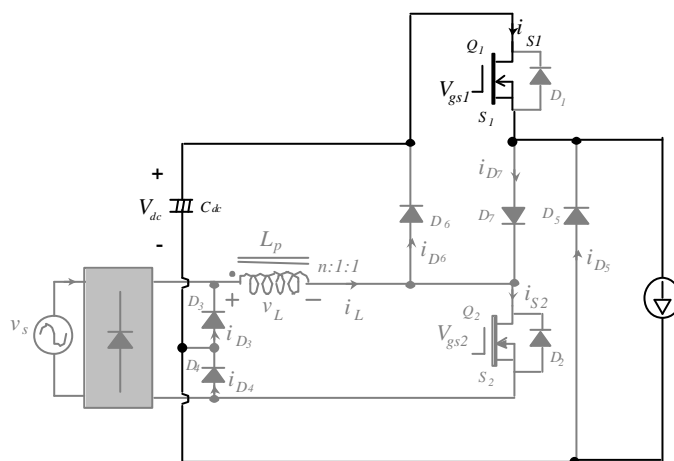 i
S1
Q1
Vgs1
D1
S1
+
iD7
Vdc
Cdc
D6
D7
D5
-
Lp
n:1:1
iD6
iD5
iS2
vs
D3
+
vL
−
iL
Q2
iD3
Vgs2
D4
iD4
D2
S2